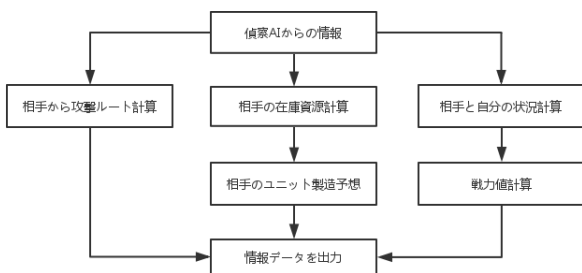 偵察AIからの情報
相手から攻撃ルート計算
相手の在庫資源計算
相手と自分の状況計算
相手のユニット製造予想
戦力値計算
情報データを出力